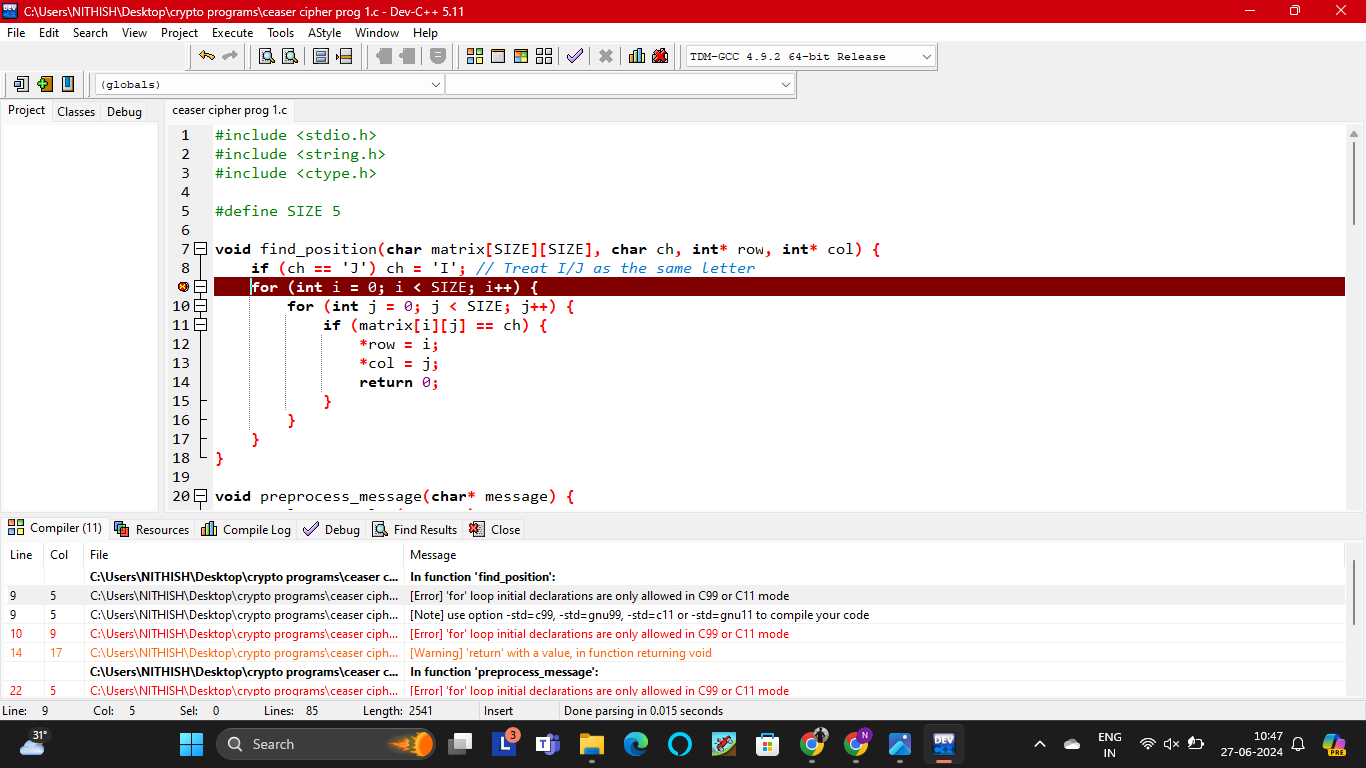 C:\Users\NITHISH\Desktop\crypto programs\ceaser cipher prog 1.c - Dev-C++ 5.11
File Edit Search View Project Execute Tools AStyle Window Help
TDM-GCC 4.9.2 64-bit Release
(globals)
Project Classes Debug
ceaser cipher prog 1.c
1 #include <stdio.h>
2 #include <string.h>
3 #include <ctype.h>
4
5 #define SIZE 5
6
7 void find_position(char matrix[SIZE][SIZE], char ch, int* row, int* col) {
8 if (ch == 'J') ch = 'I'; // Treat I/J as the same letter
for (int i = 0; i < SIZE; i++) {
10 for (int j = 0; j < SIZE; j++) {
11 if (matrix[i][j] == ch) {
12 *row = i;
13 *col = j;
14 return 0;
15 }
16 }
17 }
18 }
19
20 void preprocess_message(char* message) {
Compiler (11) Resources Compile Log Debug Find Results Close
Line Col File Message
C:\Users\NITHISH\Desktop\crypto programs\ceaser c... In function 'find_position':
9 5 C:\Users\NITHISH\Desktop\crypto programs\ceaser ciph... [Error] 'for' loop initial declarations are only allowed in C99 or C11 mode
9 5 C:\Users\NITHISH\Desktop\crypto programs\ceaser ciph... [Note] use option -std=c99, -std=gnu99, -std=c11 or -std=gnu11 to compile your code
10 9 C:\Users\NITHISH\Desktop\crypto programs\ceaser ciph... [Error] 'for' loop initial declarations are only allowed in C99 or C11 mode
14 17 C:\Users\NITHISH\Desktop\crypto programs\ceaser ciph... [Warning] 'return' with a value, in function returning void
C:\Users\NITHISH\Desktop\crypto programs\ceaser c... In function 'preprocess_message':
22 5 C:\Users\NITHISH\Desktop\crypto programs\ceaser ciph... [Error] 'for' loop initial declarations are only allowed in C99 or C11 mode
Line: 9 Col: 5 Sel: 0 Lines: 85 Length: 2541 Insert Done parsing in 0.015 seconds
31° Search 3 N DEV ENG IN 10:47 27-06-2024 PRE